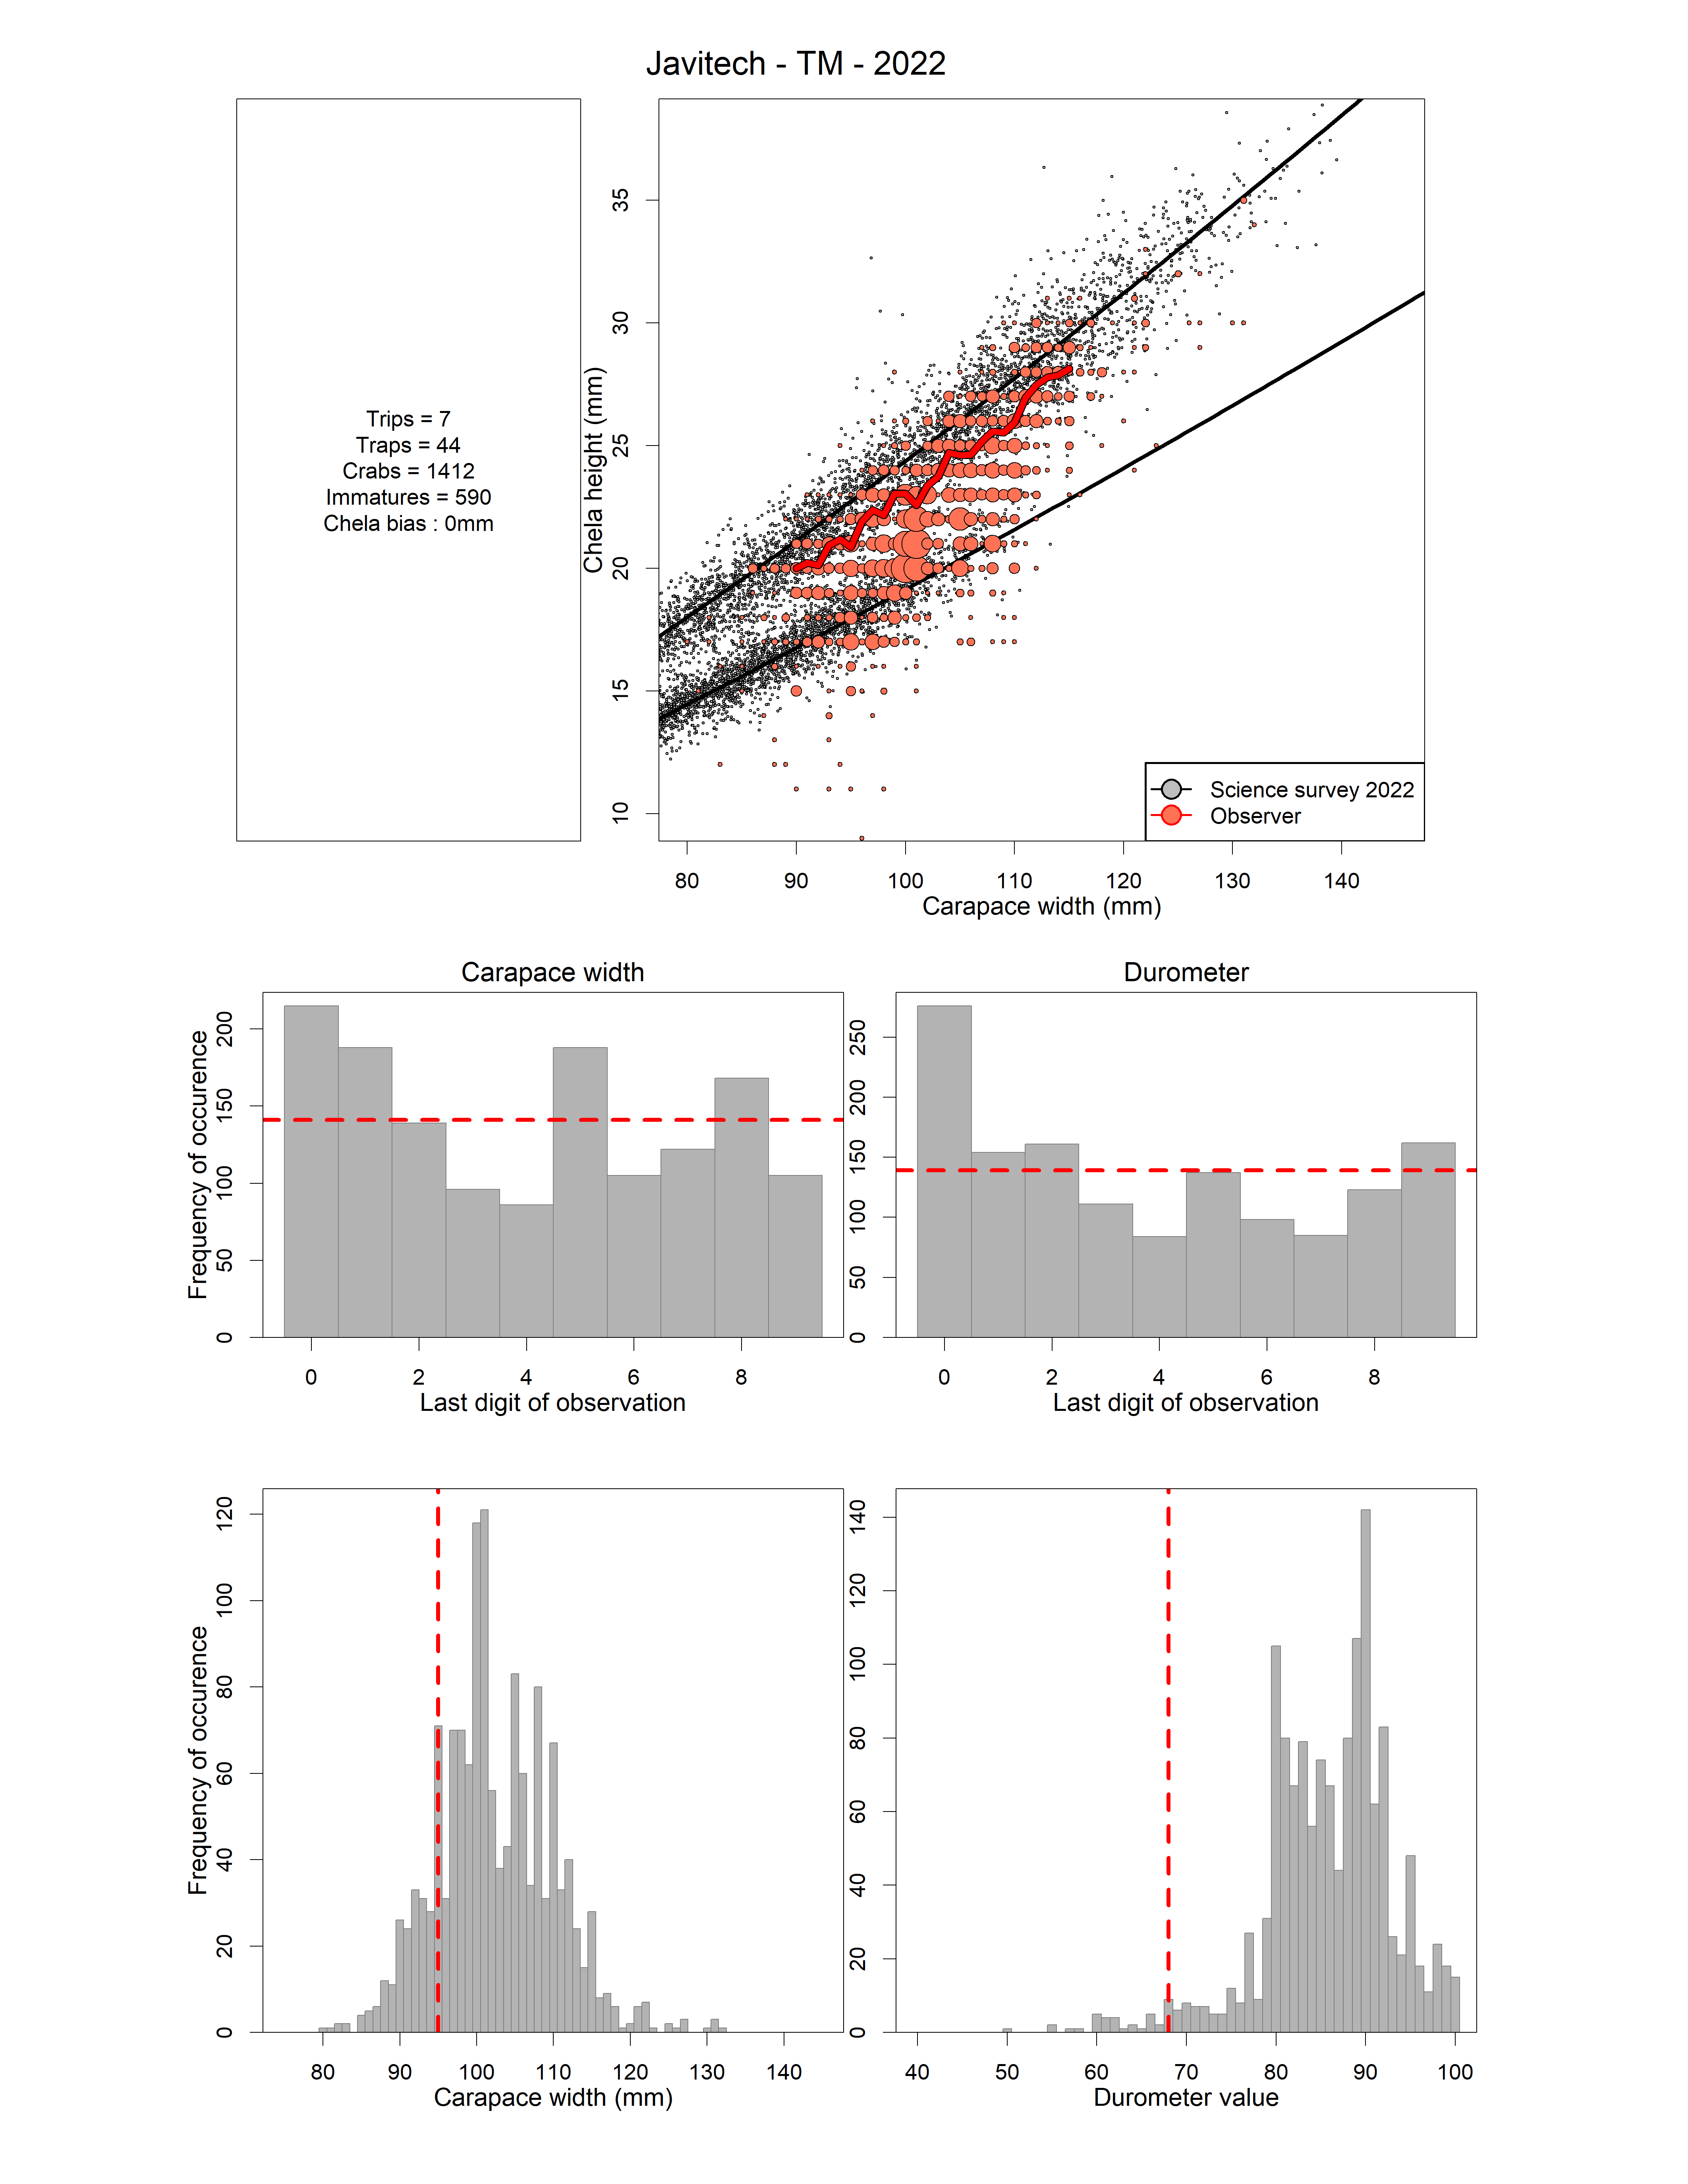 Javitech - TM - 2022
Trips = 7
Traps = 44
Crabs = 1412
Immatures = 590
Chela bias : 0mm
Chela height (mm)
35
30
25
20
15
10
Science survey 2022
Observer
80 90 100 110 120 130 140
Carapace width (mm)
Carapace width
Frequency of occurence
200
150
100
50
0
0 2 4 6 8
Last digit of observation
Durometer
250
200
150
100
50
0
0 2 4 6 8
Last digit of observation
Frequency of occurence
120
100
80
60
40
20
0
80 90 100 110 120 130 140
Carapace width (mm)
140
120
100
80
60
40
20
0
40 50 60 70 80 90 100
Durometer value